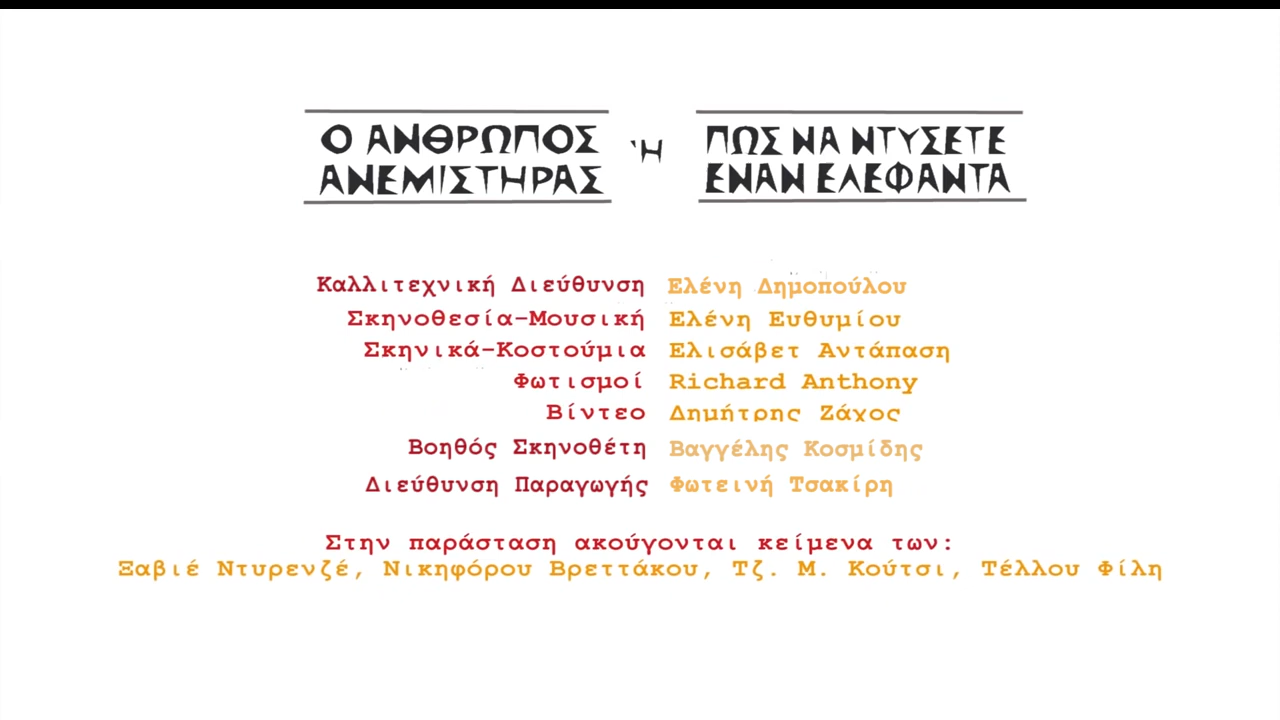 Ο ΑΝΘΡΩΠΟΣ ΑΝΕΜΙΣΤΗΡΑΣ
Ή
ΠΩΣ ΝΑ ΝΤΥΣΕΤΕ ΕΝΑΝ ΕΛΕΦΑΝΤΑ
Καλλιτεχνική Διεύθυνση Ελένη Δημοπούλου
Σκηνοθεσία-Μουσική Ελένη Ευθυμίου
Σκηνικά-Κοστούμια Ελισάβετ Αντάπαση
Φωτισμοί Richard Anthony
Βίντεο Δημήτρης Ζάχος
Βοηθός Σκηνοθέτη Βαγγέλης Κοσμίδης
Διεύθυνση Παραγωγής Φωτεινή Τσακίρη
Στην παράσταση ακούγονται κείμενα των:
Ξαβιέ Ντυρενζέ, Νικηφόρου Βρεττάκου, Τζ. Μ. Κούτσι, Τέλλου Φίλη